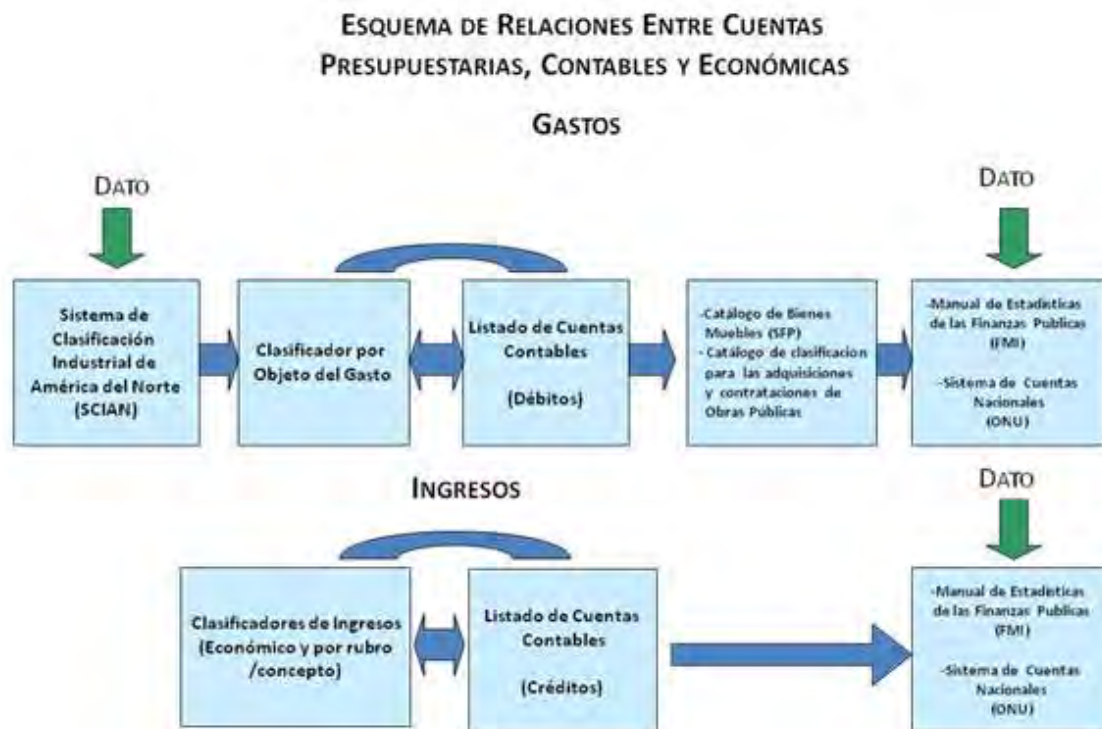 ESQUEMA DE RELACIONES ENTRE CUENTAS
PRESUPUESTARIAS, CONTABLES Y ECONÓMICAS
GASTOS
DATO
DATO
Sistema de
Clasificación
Industrial de
América del Norte
(SCIAN)
Clasificador por
Objeto del Gasto
Listado de Cuentas
Contables
(Débitos)
-Catálogo de Bienes
Muebles (SFP)
- Catálogo de clasificacion
para las adquisiciones
y contrataciones de
Obras Públicas
-Manual de Estadísticas
de las Finanzas Publicas
(FMI)
-Sistema de Cuentas
Nacionales
(ONU)
INGRESOS
DATO
Clasificadores de Ingresos
(Económico y por rubro
/concepto)
Listado de Cuentas
Contables
(Créditos)
-Manual de Estadísticas
de las Finanzas Publicas
(FMI)
-Sistema de Cuentas
Nacionales
(ONU)